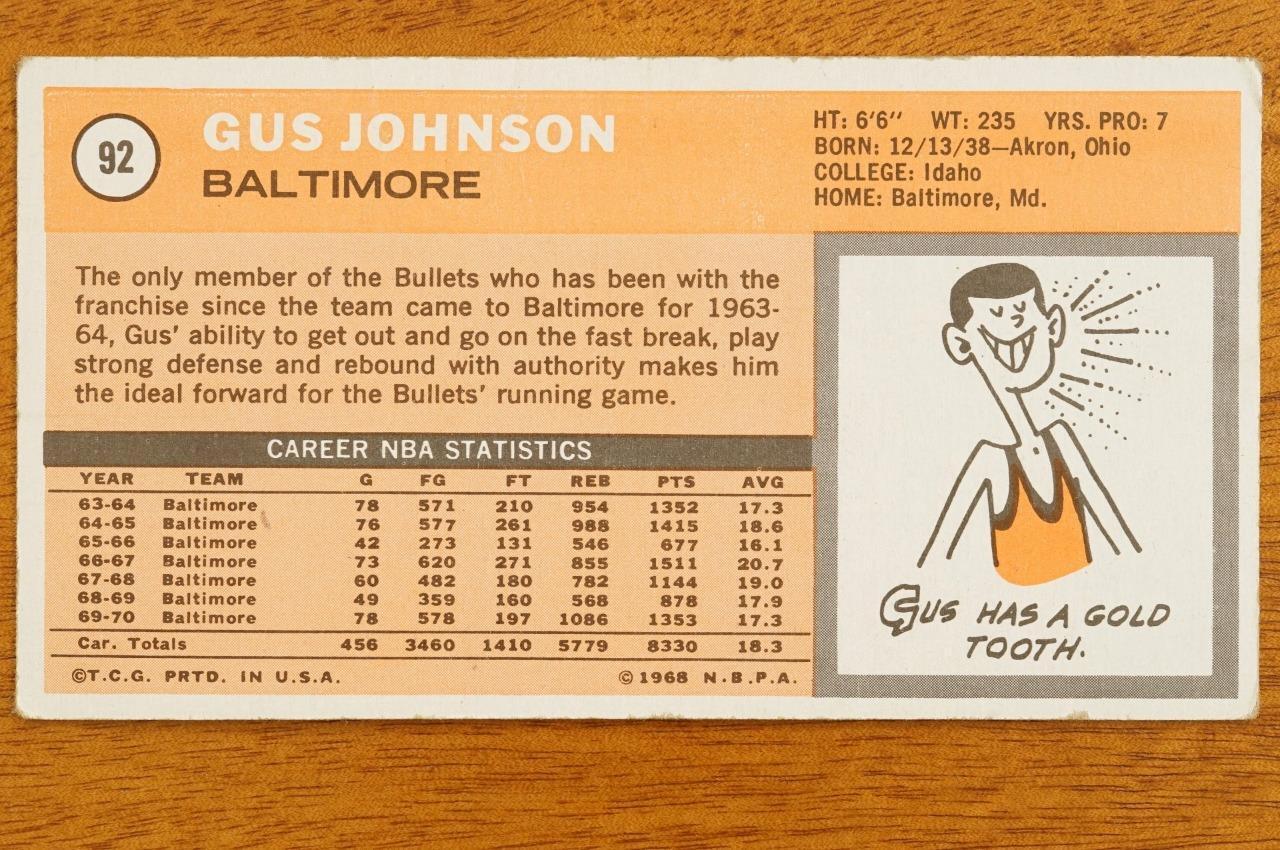 92
GUS JOHNSON
BALTIMORE
HT: 6'6" WT: 235 YRS. PRO: 7
BORN: 12/13/38—Akron, Ohio
COLLEGE: Idaho
HOME: Baltimore, Md.
The only member of the Bullets who has been with the
franchise since the team came to Baltimore for 1963-
64, Gus' ability to get out and go on the fast break, play
strong defense and rebound with authority makes him
the ideal forward for the Bullets' running game.
CAREER NBA STATISTICS
YEAR TEAM G FG FT REB PTS AVG
63-64 Baltimore 78 571 210 954 1352 17.3
64-65 Baltimore 76 577 261 988 1415 18.6
65-66 Baltimore 42 273 131 546 677 16.1
66-67 Baltimore 73 620 271 855 1511 20.7
67-68 Baltimore 60 482 180 782 1144 19.0
68-69 Baltimore 49 359 160 568 878 17.9
69-70 Baltimore 78 578 197 1086 1353 17.3
Car. Totals 456 3460 1410 5779 8330 18.3
©T.C.G. PRTD. IN U.S.A. ©1968 N.B.P.A.
GUS HAS A GOLD
TOOTH.